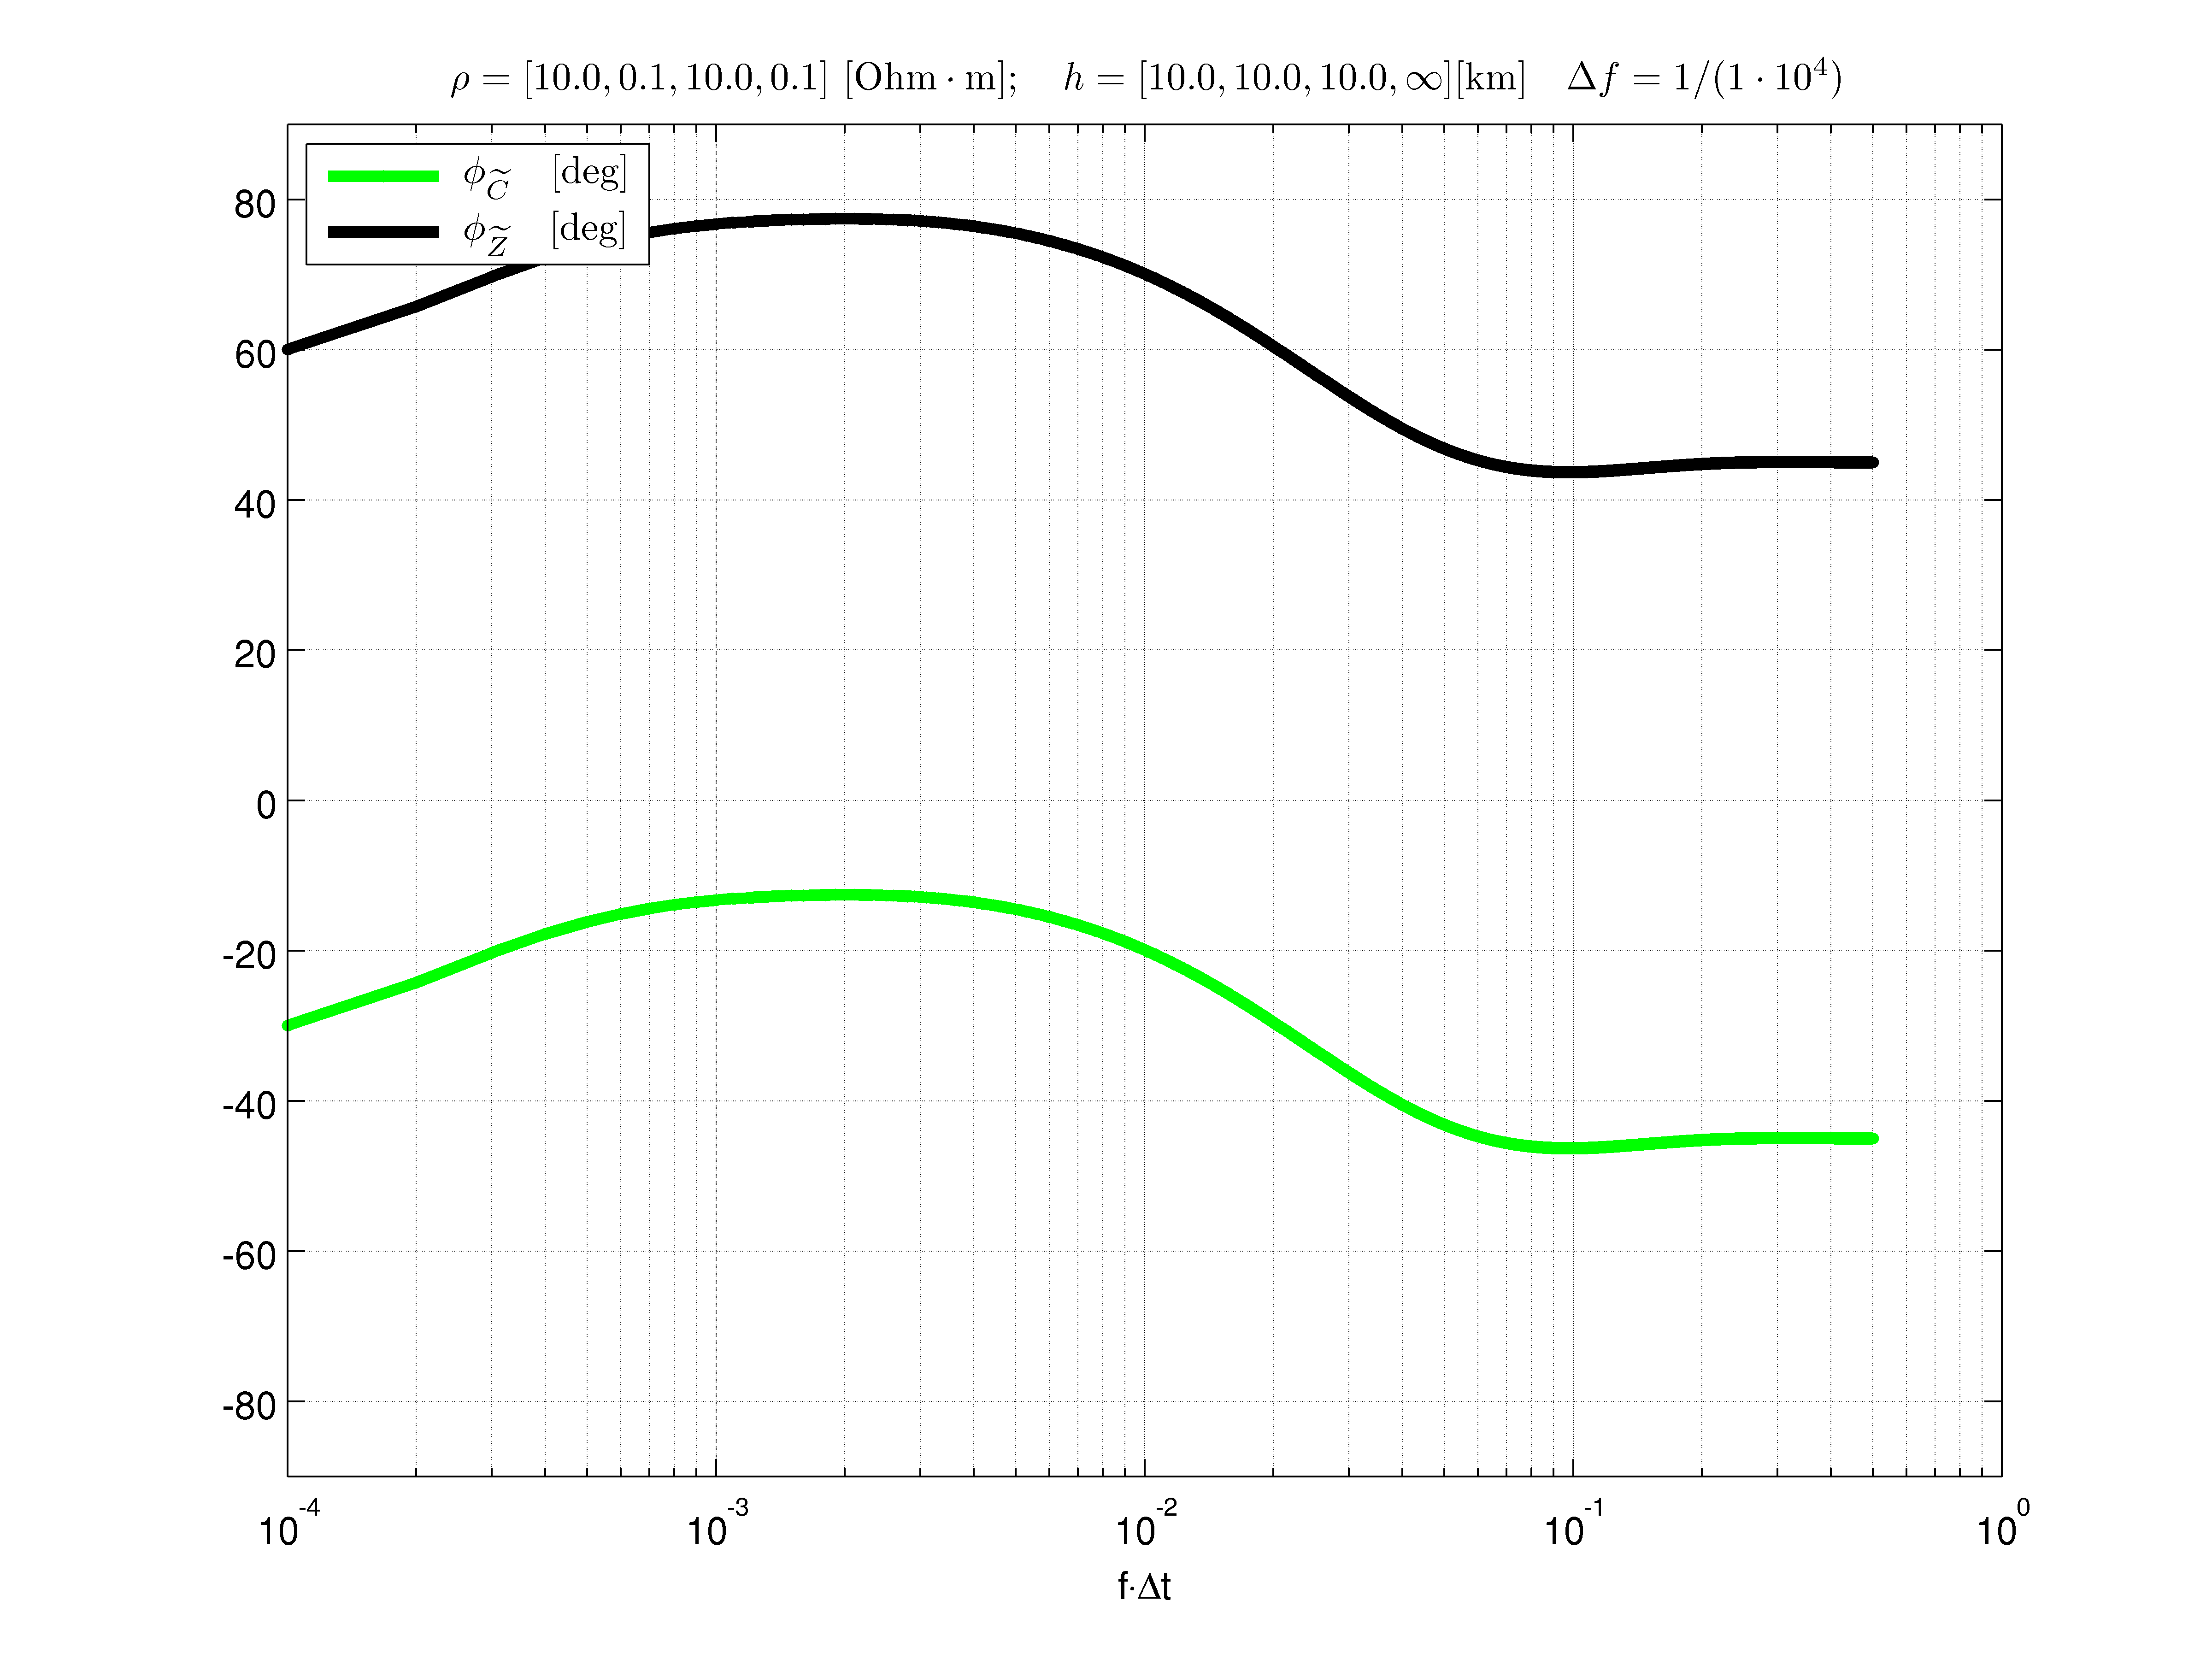 ρ = [10.0, 0.1, 10.0, 0.1] [Ohm · m];   h = [10.0, 10.0, 10.0, ∞][km]   Δf = 1/(1 · 10⁴)
ϕ_C̃ [deg]
ϕ_Z̃ [deg]
80
60
40
20
0
-20
-40
-60
-80
10⁻⁴ 10⁻³ 10⁻² 10⁻¹ 10⁰
f·Δt